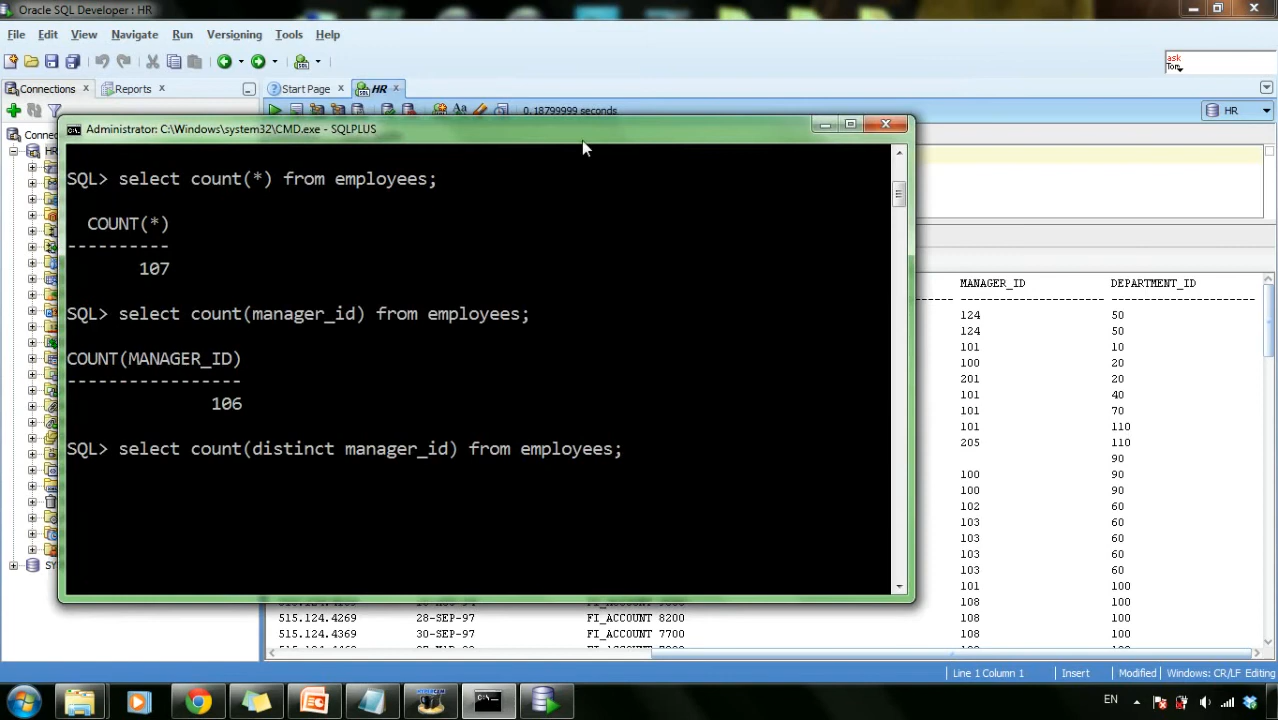 Oracle SQL Developer : HR
File Edit View Navigate Run Versioning Tools Help
ask
Tom
Connections Reports Start Page HR
0.18799999 seconds
HR
Administrator: C:\Windows\system32\CMD.exe - SQLPLUS
SQL> select count(*) from employees;
COUNT(*)
----------
107
SQL> select count(manager_id) from employees;
COUNT(MANAGER_ID)
-----------------
106
SQL> select count(distinct manager_id) from employees;
MANAGER_ID DEPARTMENT_ID
124 50
124 50
101 10
100 20
201 20
101 40
101 70
101 110
205 110
90
100 90
100 90
102 60
103 60
103 60
103 60
103 60
101 100
108 100
515.124.4269 28-SEP-97 FI_ACCOUNT 8200 108 100
515.124.4369 30-SEP-97 FI_ACCOUNT 7700 108 100
Line 1 Column 1 Insert Modified Windows: CR/LF Editing
EN